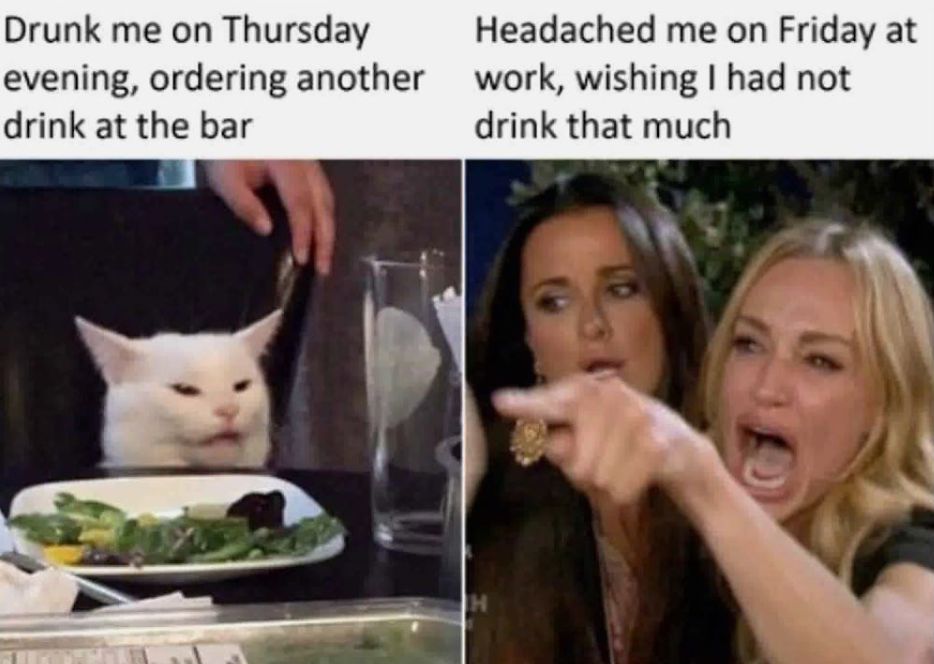 Drunk me on Thursday
evening, ordering another
drink at the bar
Headached me on Friday at
work, wishing I had not
drink that much